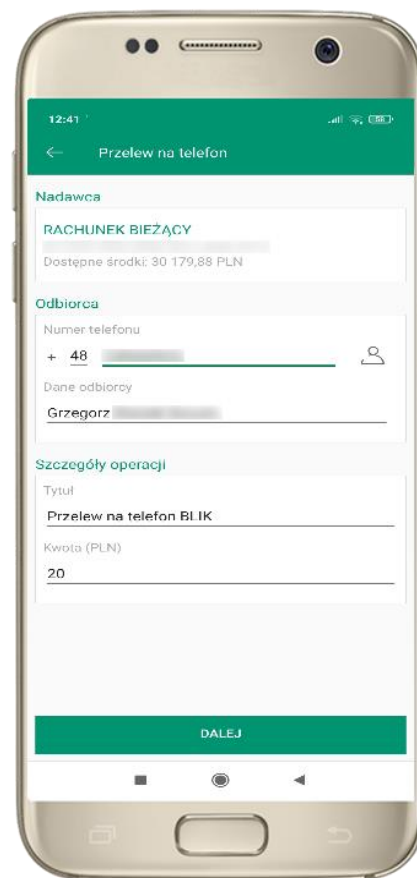 12:41
Przelew na telefon
Nadawca
RACHUNEK BIEŻĄCY
Dostępne środki: 30 179,88 PLN
Odbiorca
Numer telefonu
+ 48
Dane odbiorcy
Grzegorz
Szczegóły operacji
Tytuł
Przelew na telefon BLIK
Kwota (PLN)
20
DALEJ